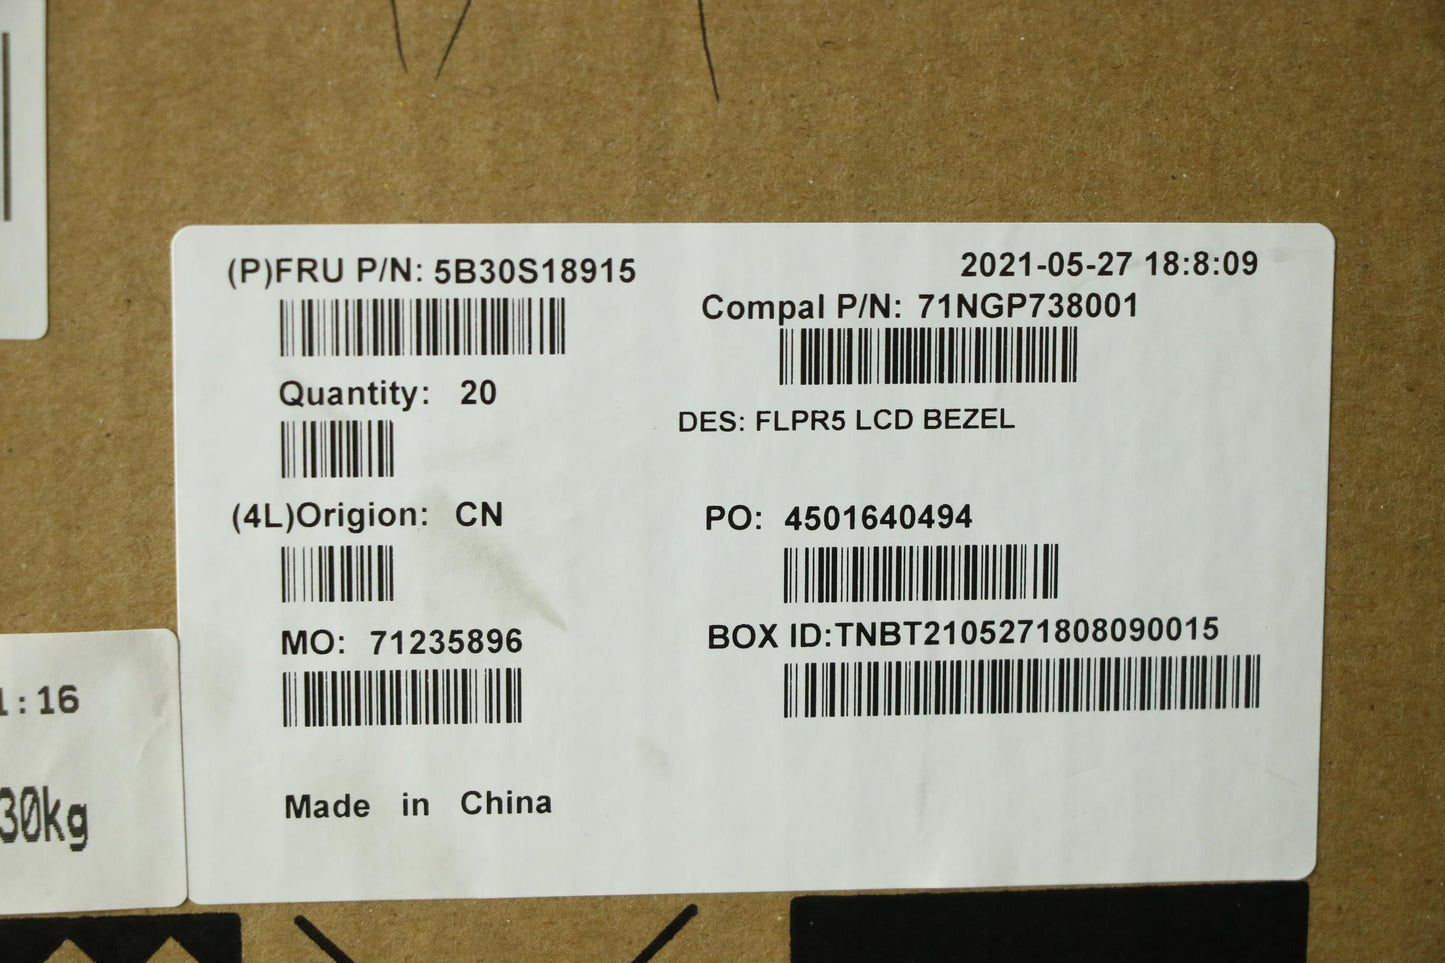 (P)FRU P/N: 5B30S18915
2021-05-27 18:8:09
Compal P/N: 71NGP738001
Quantity: 20
DES: FLPR5 LCD BEZEL
(4L)Origion: CN
PO: 4501640494
MO: 71235896
BOX ID:TNBT2105271808090015
Made in China
1:16
30kg